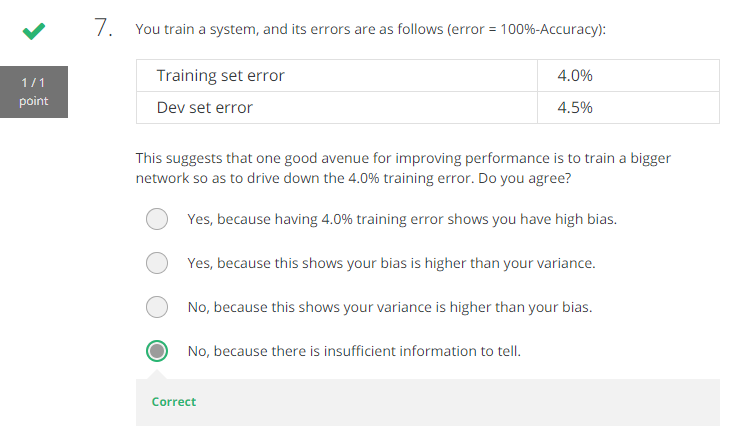 7. You train a system, and its errors are as follows (error = 100%-Accuracy):
1 / 1
point
Training set error 4.0%
Dev set error 4.5%
This suggests that one good avenue for improving performance is to train a bigger
network so as to drive down the 4.0% training error. Do you agree?
Yes, because having 4.0% training error shows you have high bias.
Yes, because this shows your bias is higher than your variance.
No, because this shows your variance is higher than your bias.
No, because there is insufficient information to tell.
Correct